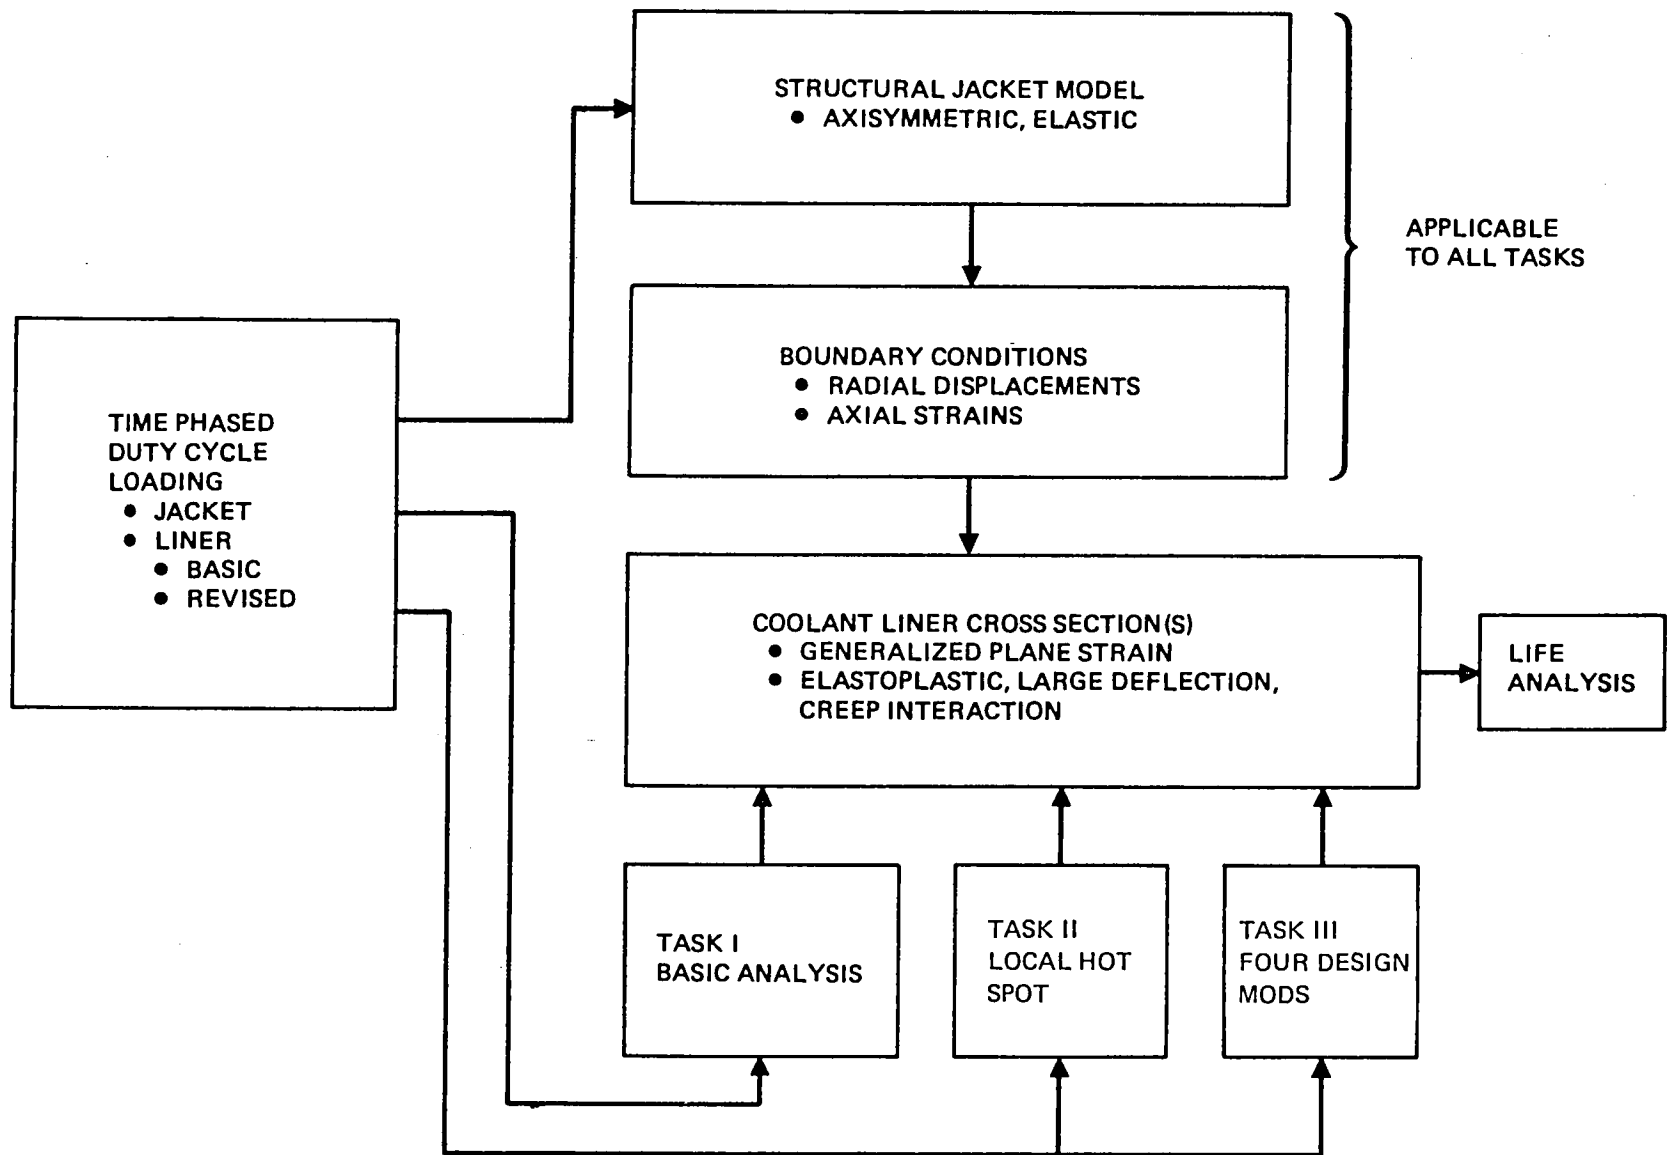 STRUCTURAL JACKET MODEL
● AXISYMMETRIC, ELASTIC
APPLICABLE
TO ALL TASKS
BOUNDARY CONDITIONS
● RADIAL DISPLACEMENTS
● AXIAL STRAINS
TIME PHASED
DUTY CYCLE
LOADING
● JACKET
● LINER
● BASIC
● REVISED
COOLANT LINER CROSS SECTION(S)
● GENERALIZED PLANE STRAIN
● ELASTOPLASTIC, LARGE DEFLECTION,
CREEP INTERACTION
LIFE
ANALYSIS
TASK I
BASIC ANALYSIS
TASK II
LOCAL HOT
SPOT
TASK III
FOUR DESIGN
MODS